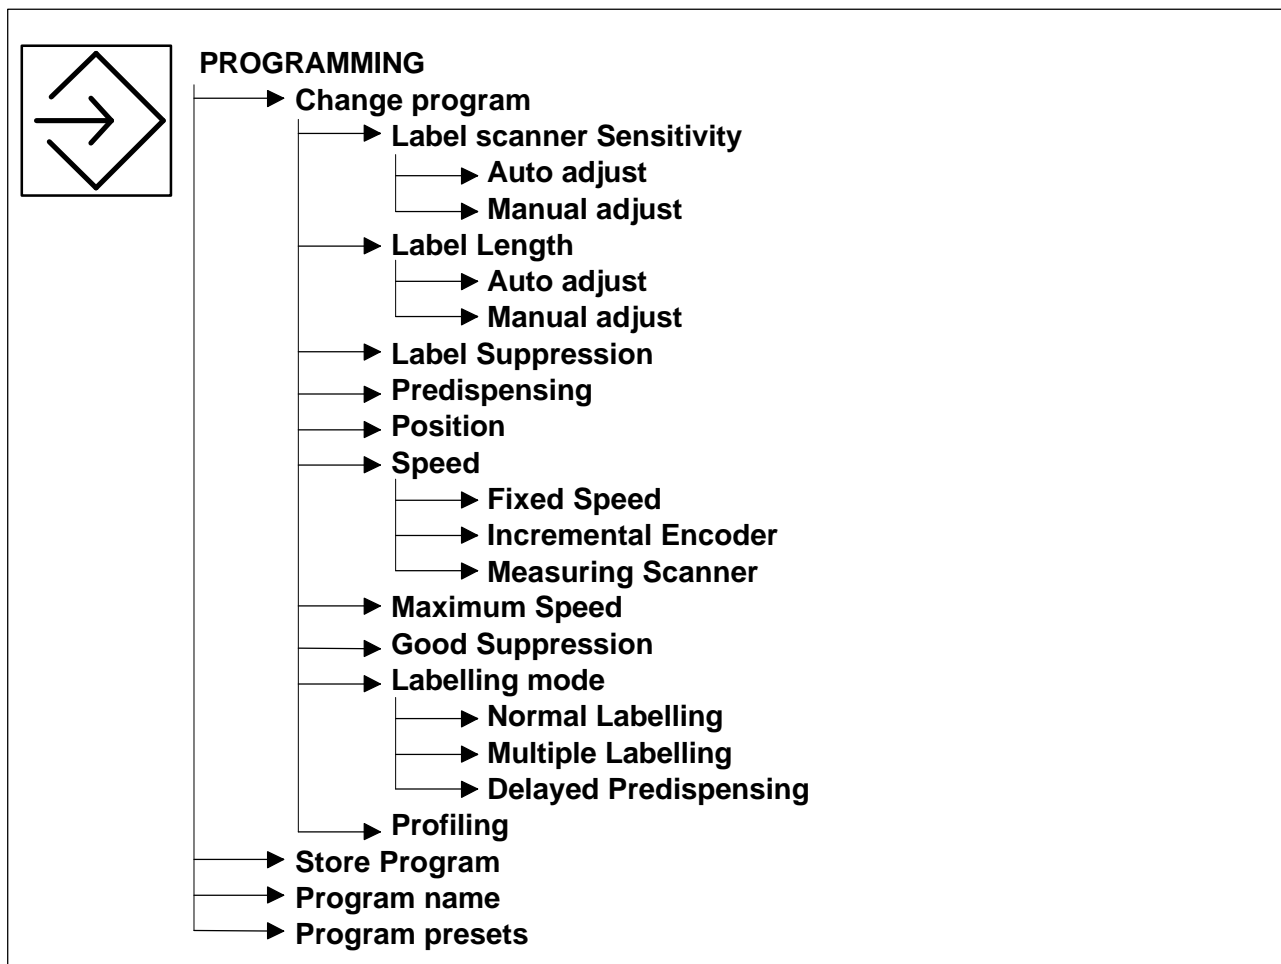 PROGRAMMING
Change program
Label scanner Sensitivity
Auto adjust
Manual adjust
Label Length
Auto adjust
Manual adjust
Label Suppression
Predispensing
Position
Speed
Fixed Speed
Incremental Encoder
Measuring Scanner
Maximum Speed
Good Suppression
Labelling mode
Normal Labelling
Multiple Labelling
Delayed Predispensing
Profiling
Store Program
Program name
Program presets